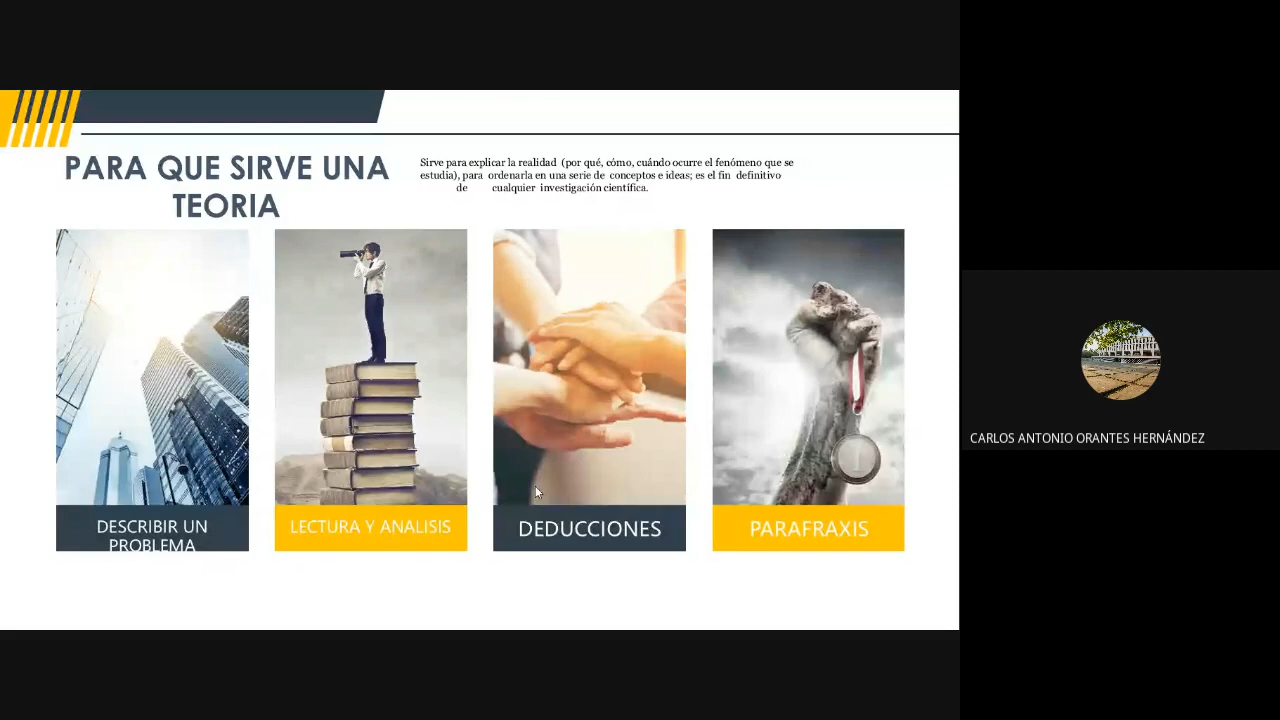 PARA QUE SIRVE UNA
TEORIA
Sirve para explicar la realidad (por qué, cómo, cuándo ocurre el fenómeno que se
estudia), para ordenarla en una serie de conceptos e ideas; es el fin definitivo
de cualquier investigación científica.
DESCRIBIR UN
PROBLEMA
LECTURA Y ANALISIS
DEDUCCIONES
PARAFRAXIS
CARLOS ANTONIO ORANTES HERNÁNDEZ